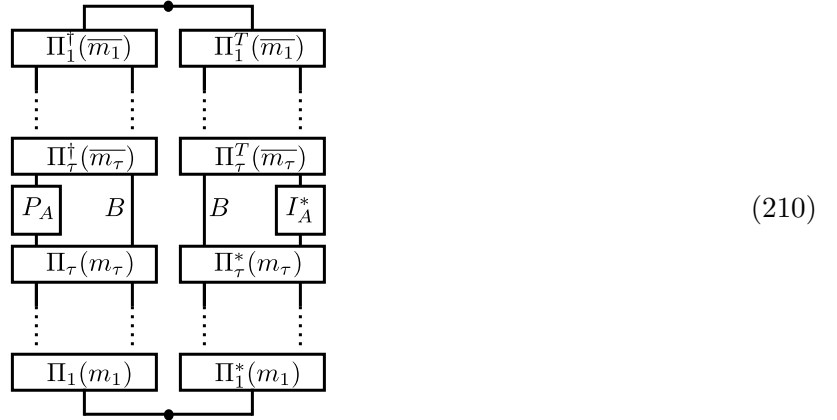 Π₁†(m̅₁) Π₁ᵀ(m̅₁)
Π_τ†(m̅_τ) Π_τᵀ(m̅_τ)
P_A B B I_A* (210)
Π_τ(m_τ) Π_τ*(m_τ)
Π₁(m₁) Π₁*(m₁)